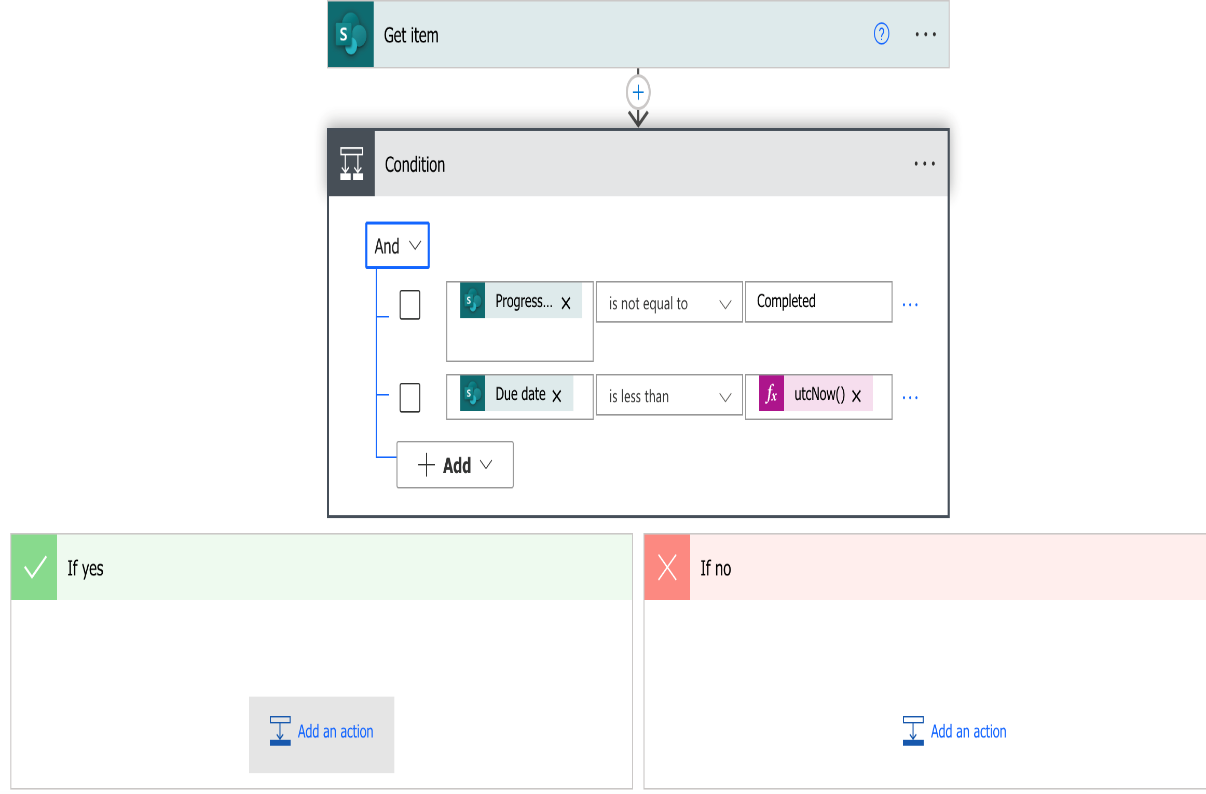 S Get item ?
Condition
And
S Progress... is not equal to Completed
S Due date is less than fx utcNow()
Add
If yes If no
Add an action Add an action